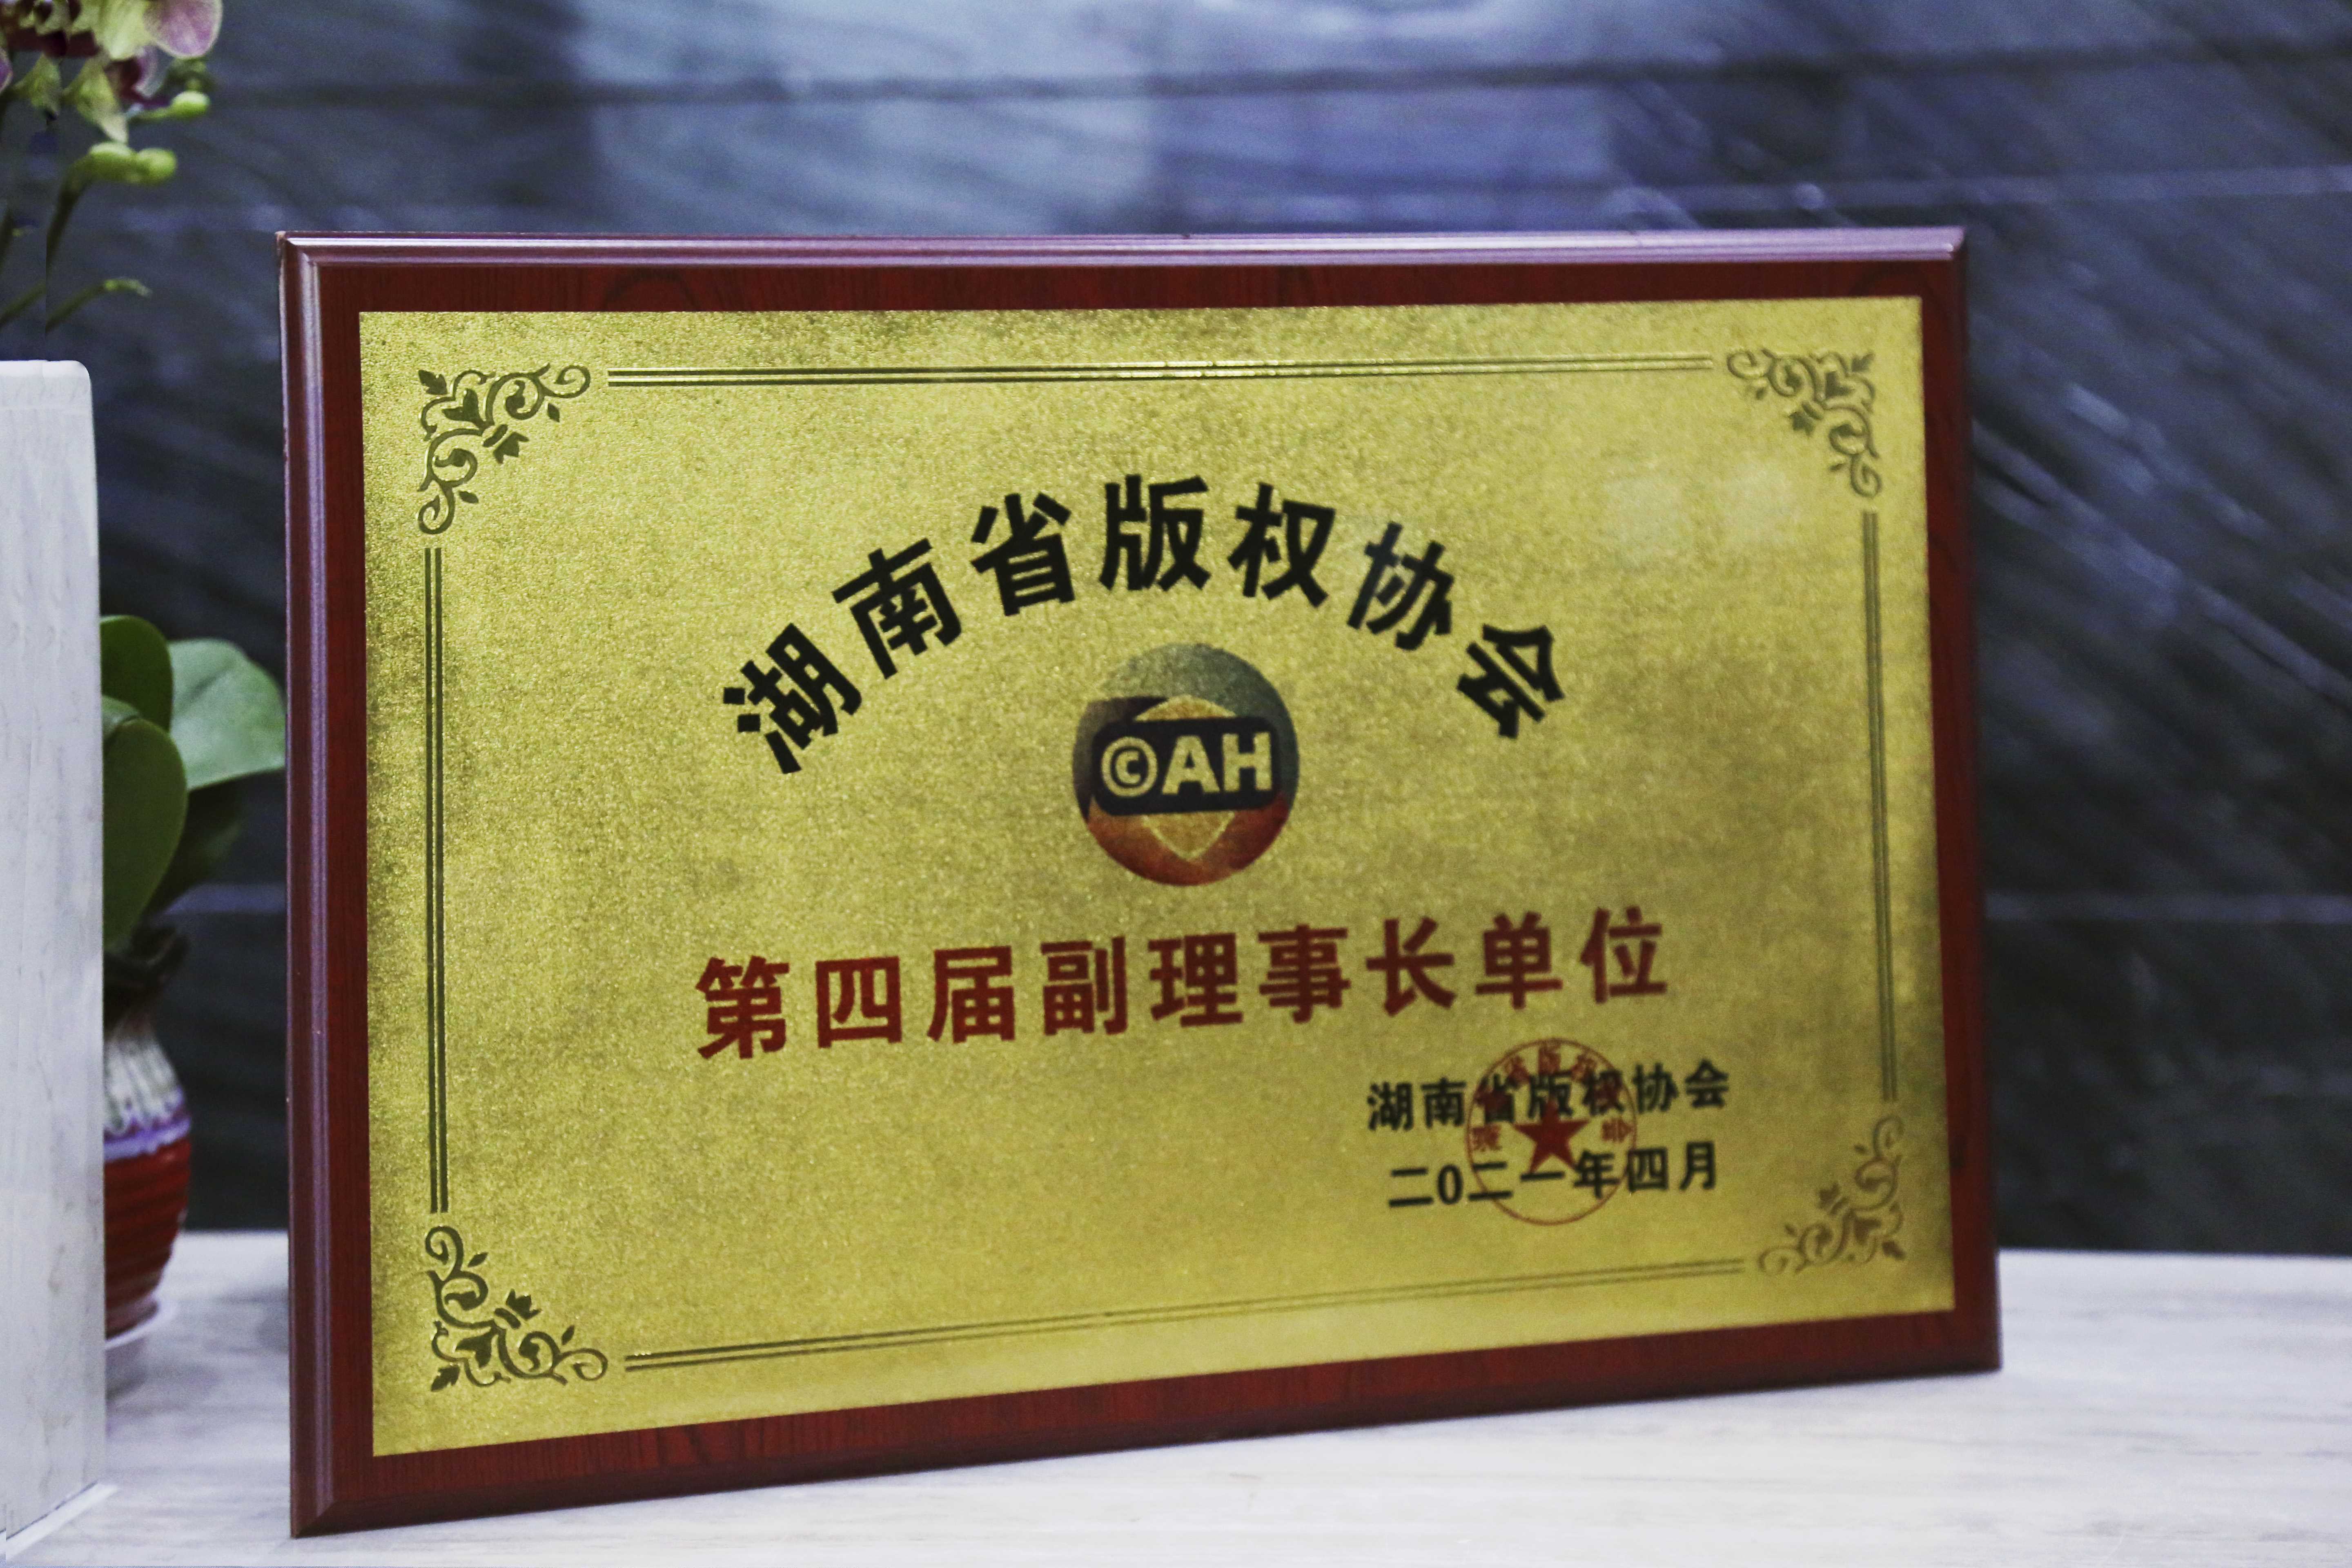 湖南省版权协会
©AH
第四届副理事长单位
湖南省版权协会
二0二一年四月